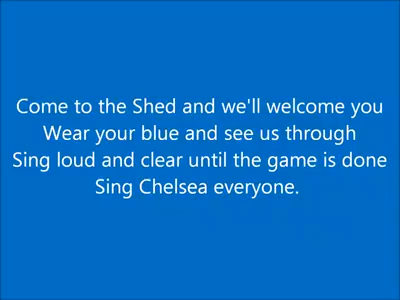 Come to the Shed and we'll welcome you
Wear your blue and see us through
Sing loud and clear until the game is done
Sing Chelsea everyone.